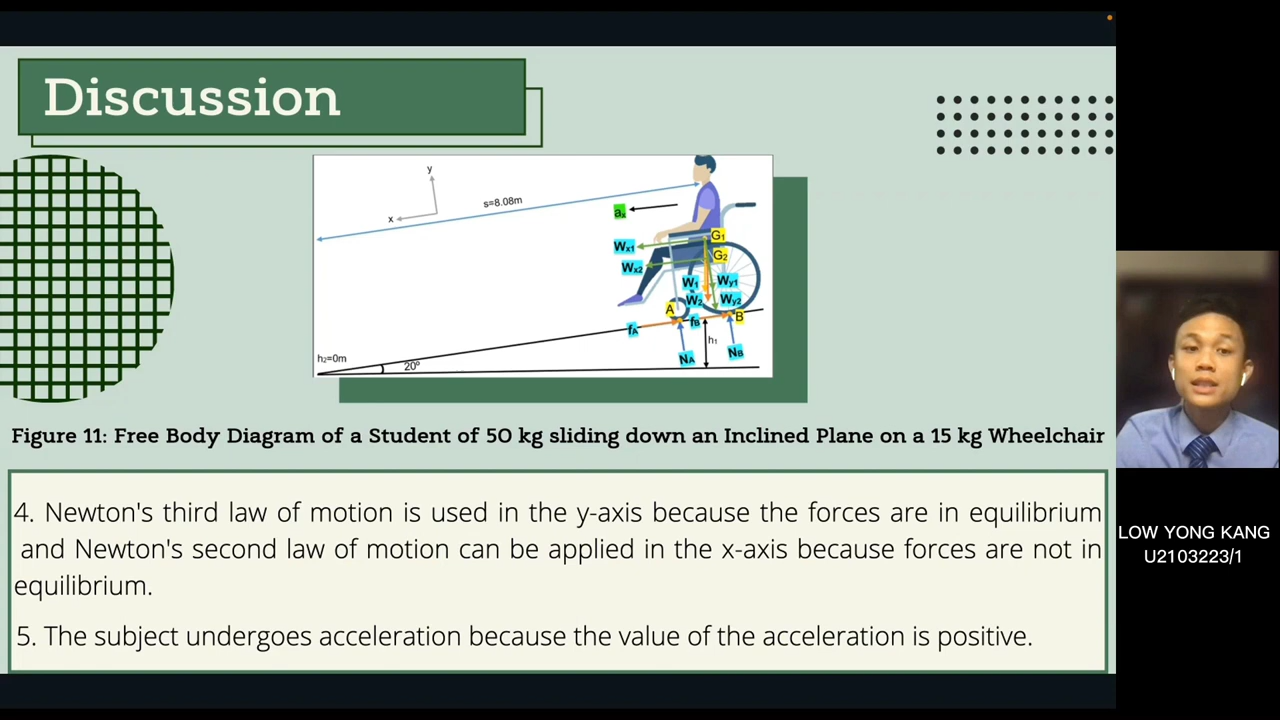 Discussion
y
x
s=8.08m
aₓ
Wₓ₁
G₁
G₂
Wₓ₂
W₁
Wy₁
W₂
Wy₂
A
B
fA
fB
h₁
h₂=0m
20º
NA
NB
Figure 11: Free Body Diagram of a Student of 50 kg sliding down an Inclined Plane on a 15 kg Wheelchair
4. Newton's third law of motion is used in the y-axis because the forces are in equilibrium
and Newton's second law of motion can be applied in the x-axis because forces are not in
equilibrium.
5. The subject undergoes acceleration because the value of the acceleration is positive.
LOW YONG KANG
U2103223/1